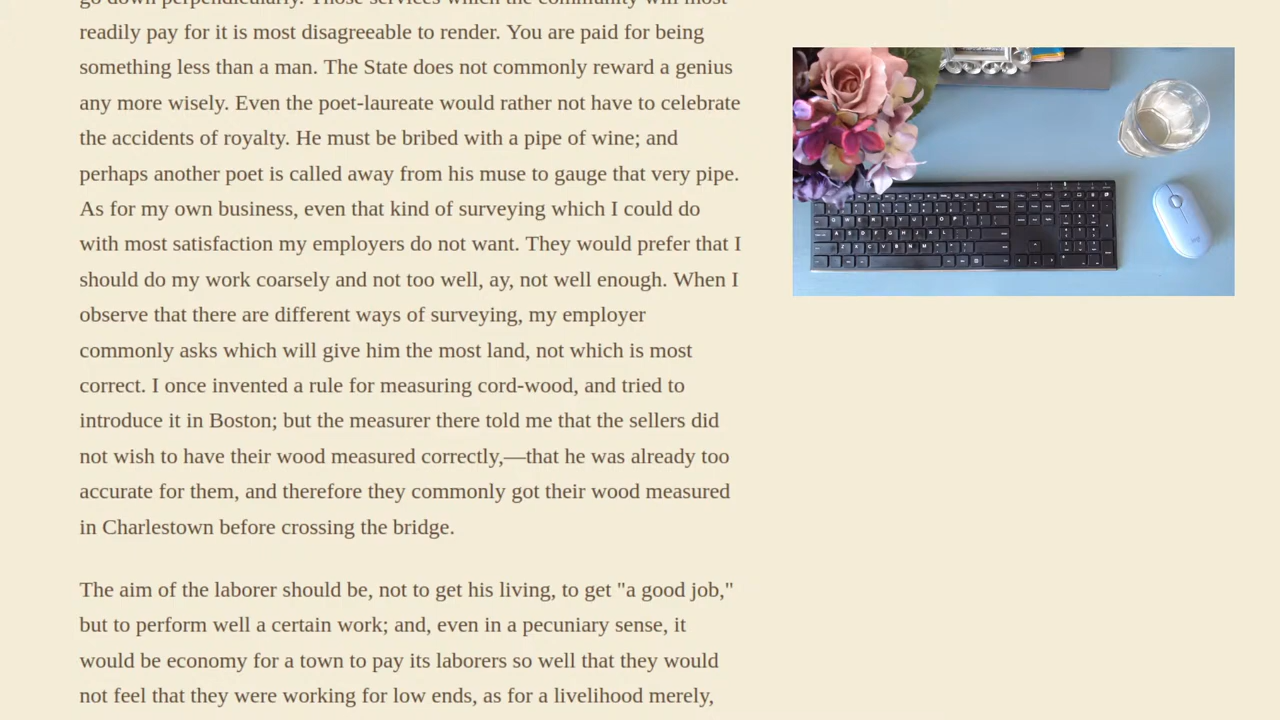 go down perpendicularly. Those services which the community will most
readily pay for it is most disagreeable to render. You are paid for being
something less than a man. The State does not commonly reward a genius
any more wisely. Even the poet-laureate would rather not have to celebrate
the accidents of royalty. He must be bribed with a pipe of wine; and
perhaps another poet is called away from his muse to gauge that very pipe.
As for my own business, even that kind of surveying which I could do
with most satisfaction my employers do not want. They would prefer that I
should do my work coarsely and not too well, ay, not well enough. When I
observe that there are different ways of surveying, my employer
commonly asks which will give him the most land, not which is most
correct. I once invented a rule for measuring cord-wood, and tried to
introduce it in Boston; but the measurer there told me that the sellers did
not wish to have their wood measured correctly,—that he was already too
accurate for them, and therefore they commonly got their wood measured
in Charlestown before crossing the bridge.
The aim of the laborer should be, not to get his living, to get "a good job,"
but to perform well a certain work; and, even in a pecuniary sense, it
would be economy for a town to pay its laborers so well that they would
not feel that they were working for low ends, as for a livelihood merely,